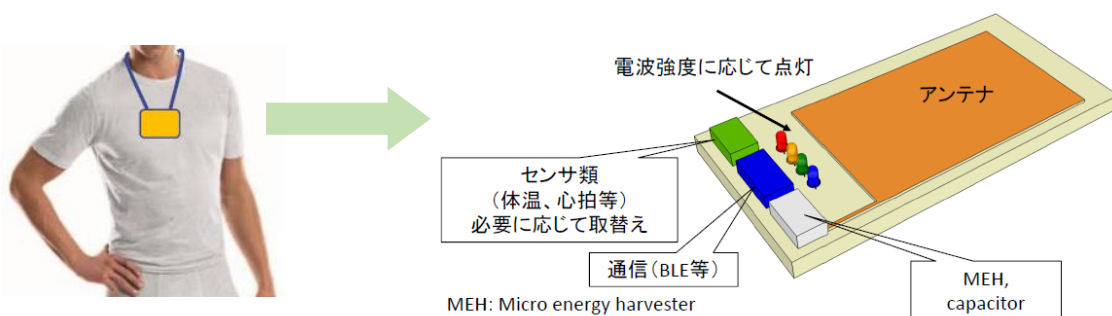 電波強度に応じて点灯
アンテナ
センサ類
（体温、心拍等）
必要に応じて取替え
通信（BLE等）
MEH: Micro energy harvester
MEH,
capacitor